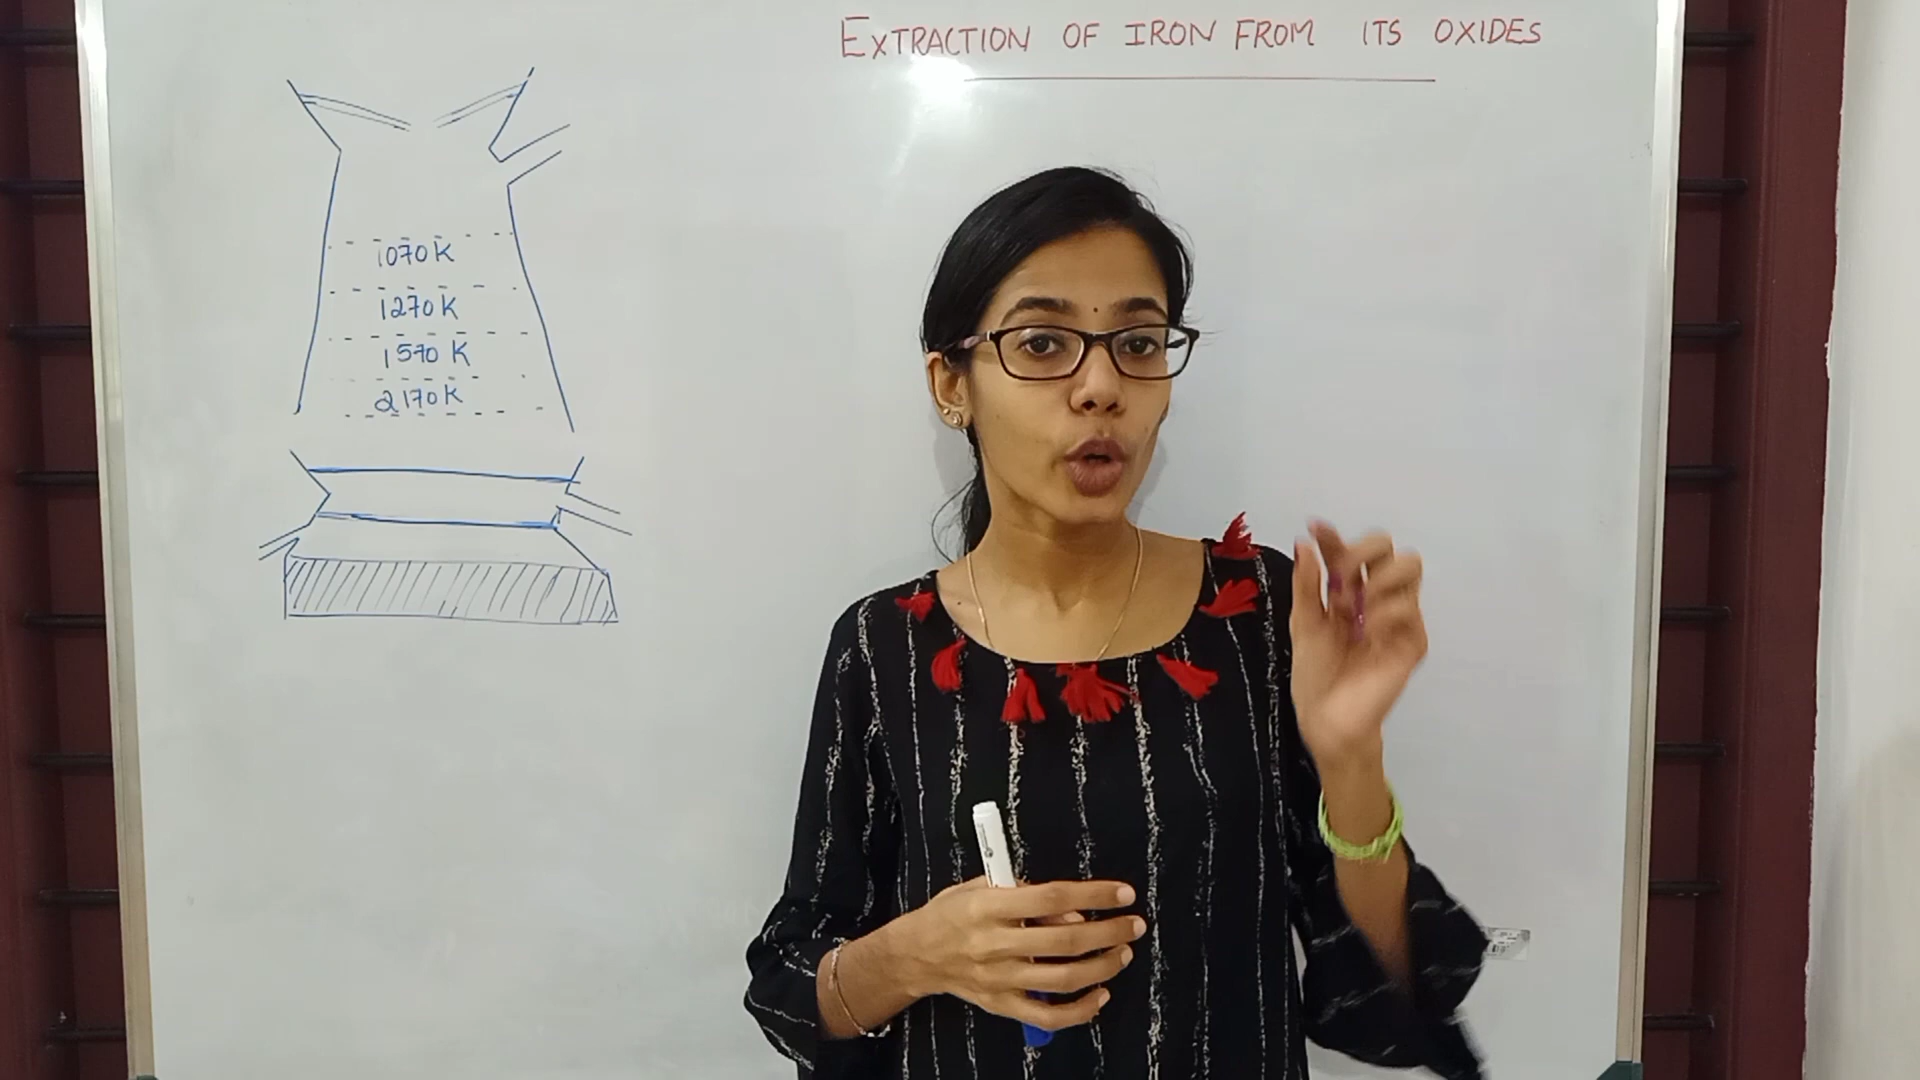 EXTRACTION OF IRON FROM ITS OXIDES
1070K
1270K
1570 K
2170K